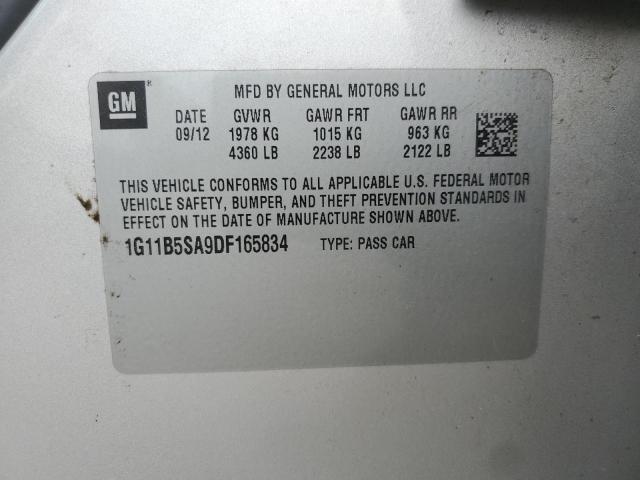 GM®
MFD BY GENERAL MOTORS LLC
DATE GVWR GAWR FRT GAWR RR
09/12 1978 KG 1015 KG 963 KG
4360 LB 2238 LB 2122 LB
THIS VEHICLE CONFORMS TO ALL APPLICABLE U.S. FEDERAL MOTOR
VEHICLE SAFETY, BUMPER, AND THEFT PREVENTION STANDARDS IN
EFFECT ON THE DATE OF MANUFACTURE SHOWN ABOVE.
1G11B5SA9DF165834 TYPE: PASS CAR